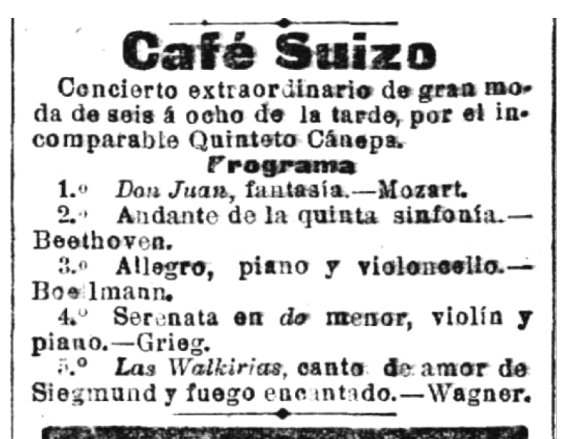 Café Suizo
Concierto extraordinario de gran mo-
da de seis á ocho de la tarde, por el in-
comparable Quinteto Cánepa.
Programa
1.º Don Juan, fantasía.—Mozart.
2.º Andante de la quinta sinfonía.—
Beethoven.
3.º Allegro, piano y violoncello.—
Boellmann.
4.º Serenata en do menor, violín y
piano.—Grieg.
5.º Las Walkirias, canto de amor de
Siegmund y fuego encantado.—Wagner.